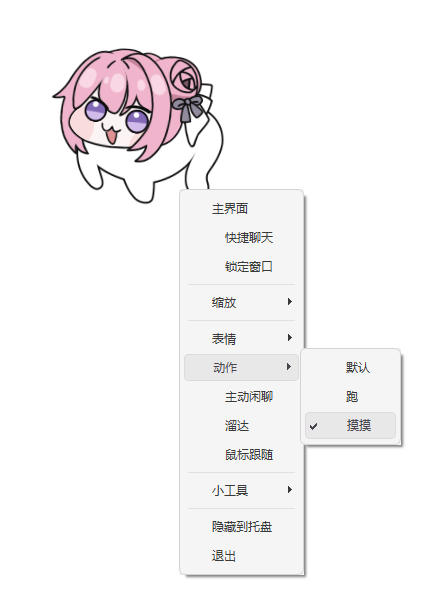 主界面
快捷聊天
锁定窗口
缩放
表情
动作
默认
跑
摸摸
主动闲聊
溜达
鼠标跟随
小工具
隐藏到托盘
退出